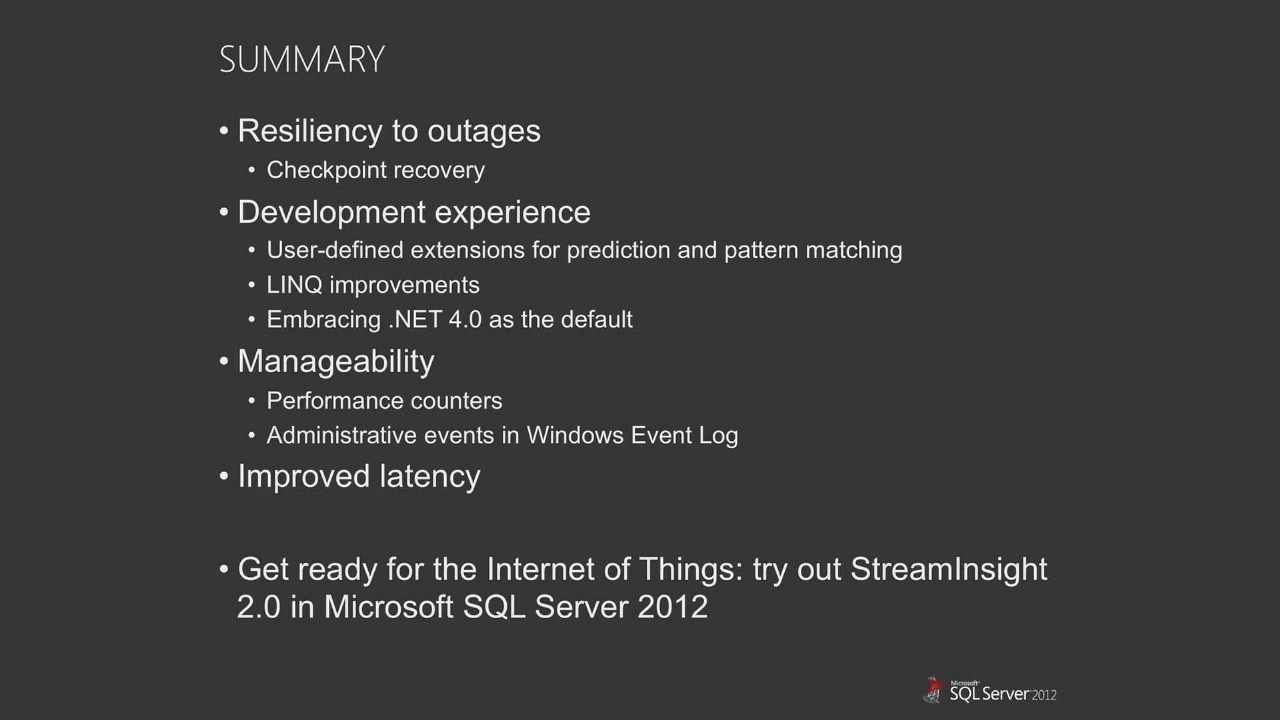 SUMMARY
• Resiliency to outages
• Checkpoint recovery
• Development experience
• User-defined extensions for prediction and pattern matching
• LINQ improvements
• Embracing .NET 4.0 as the default
• Manageability
• Performance counters
• Administrative events in Windows Event Log
• Improved latency
• Get ready for the Internet of Things: try out StreamInsight
2.0 in Microsoft SQL Server 2012
Microsoft®
SQL Server 2012